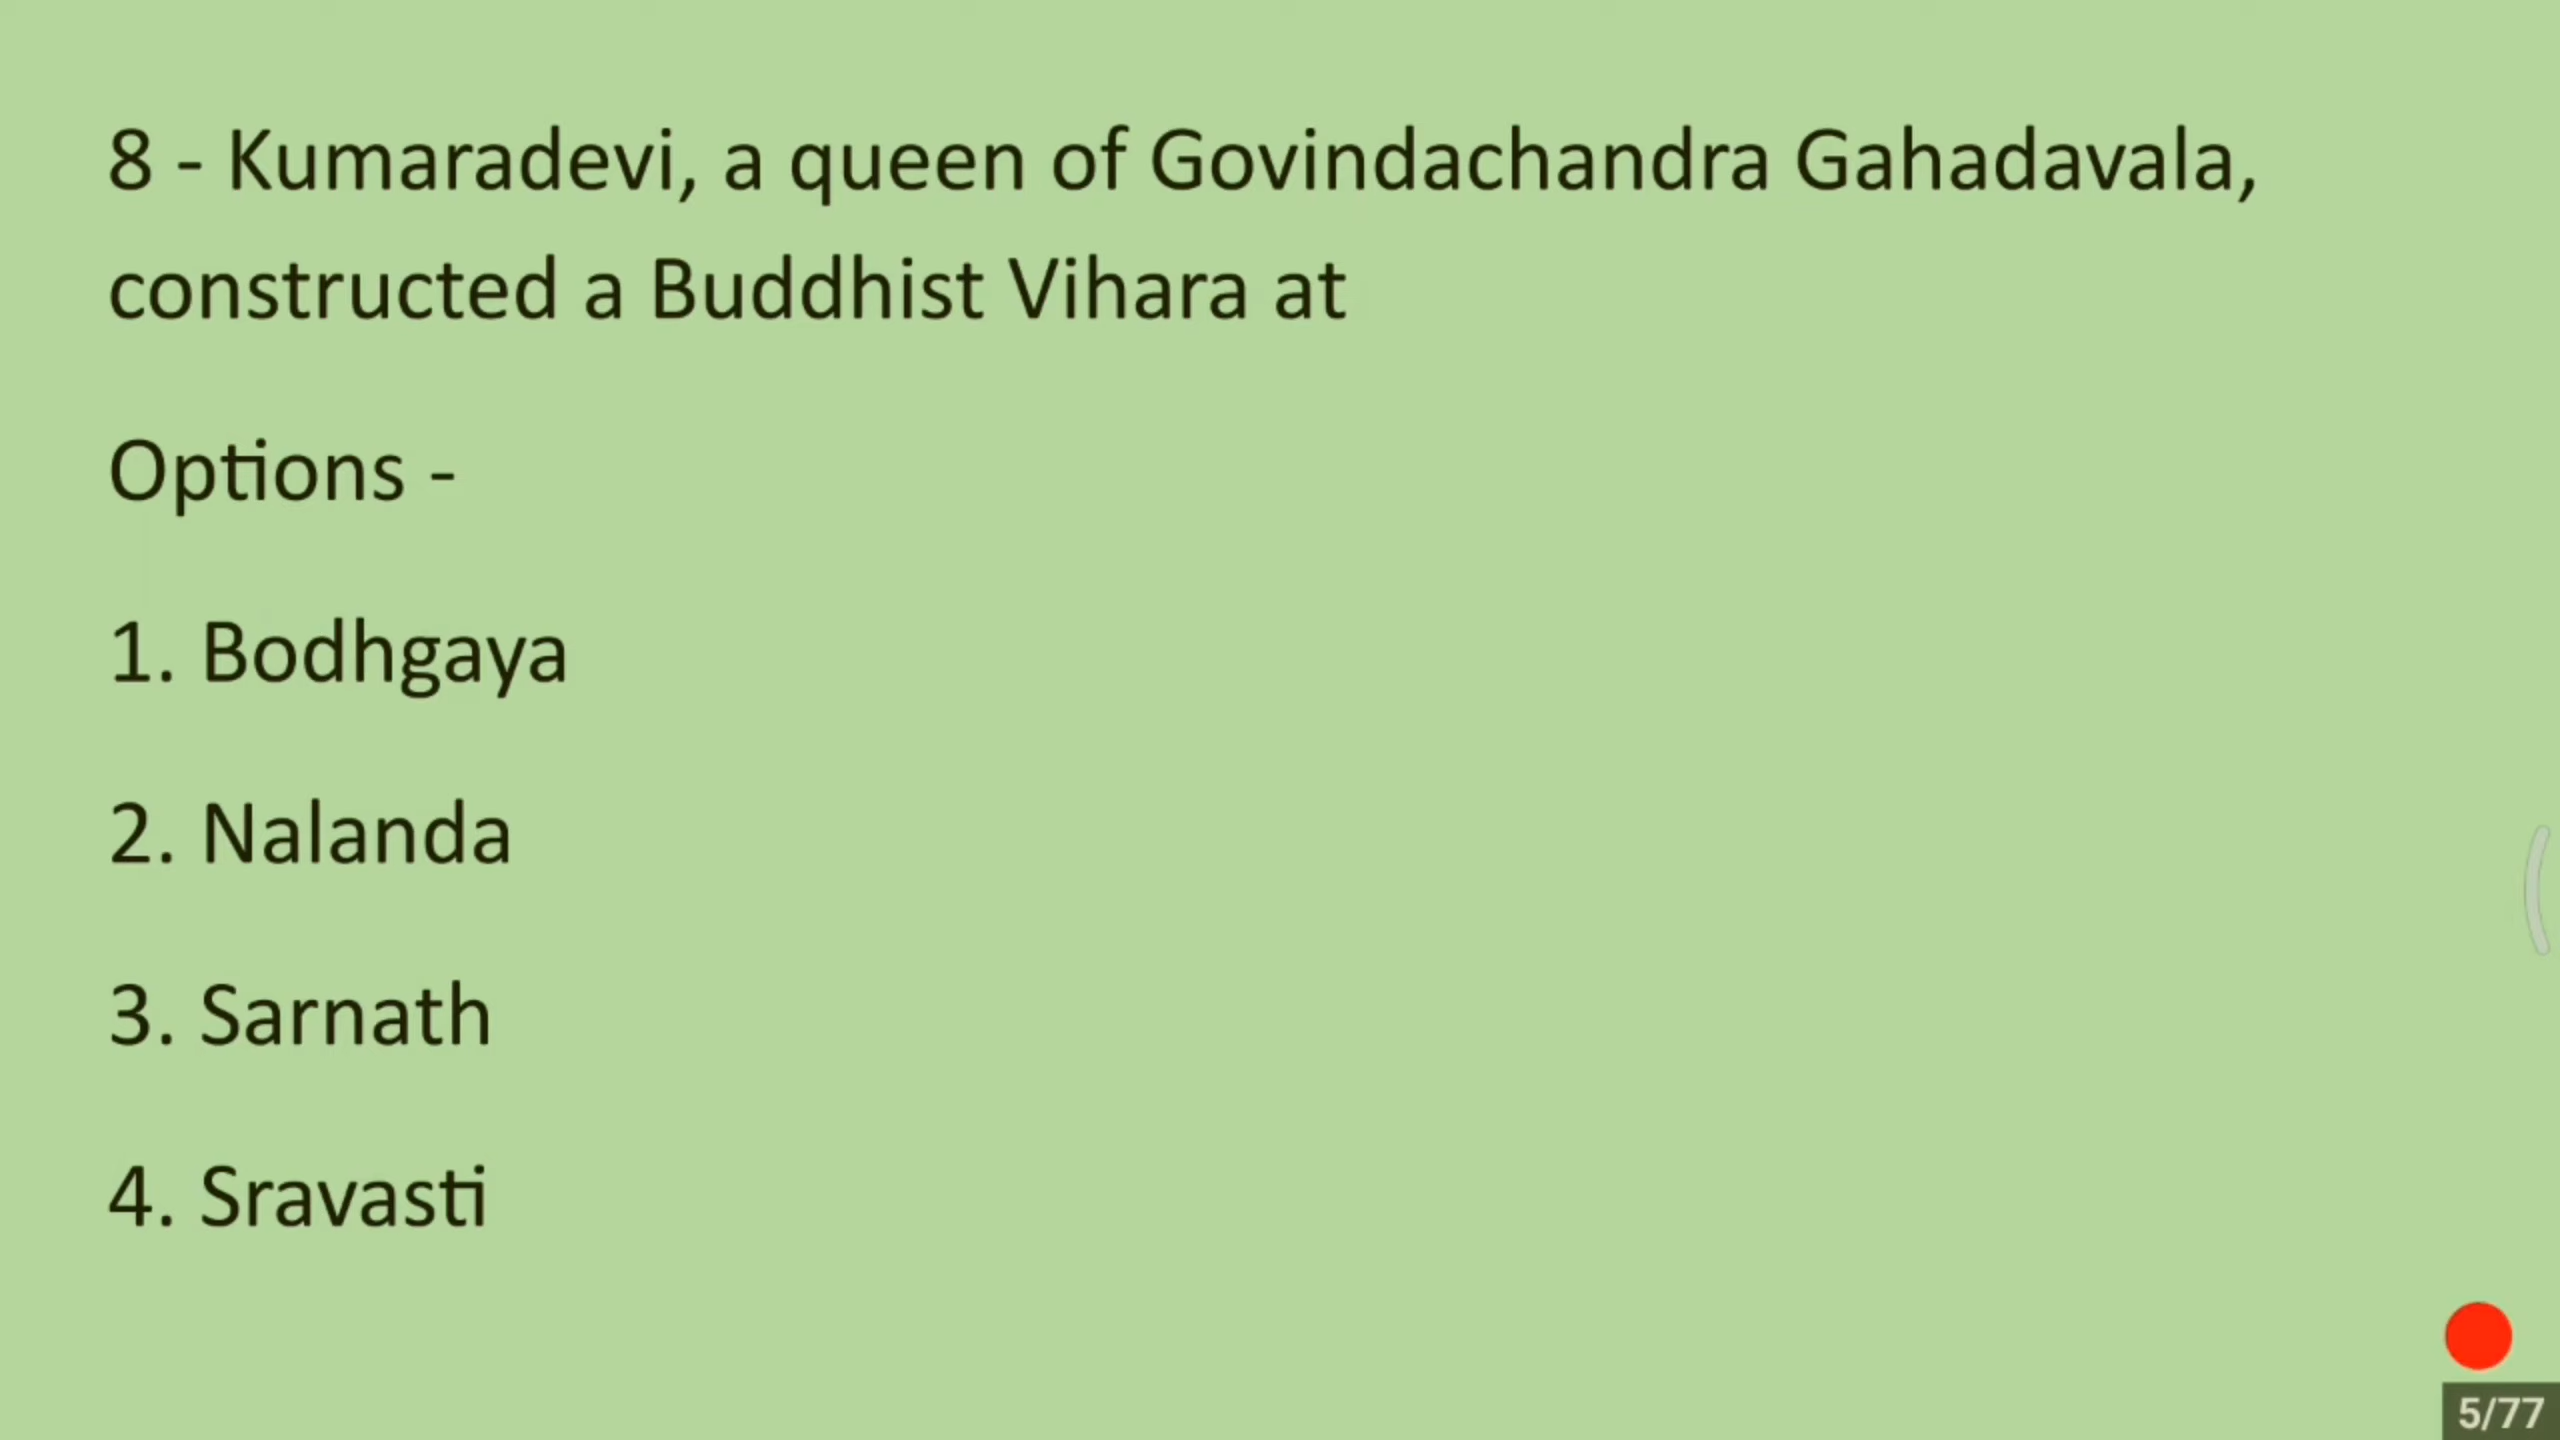 8 - Kumaradevi, a queen of Govindachandra Gahadavala,
constructed a Buddhist Vihara at
Options -
1. Bodhgaya
2. Nalanda
3. Sarnath
4. Sravasti
5/77